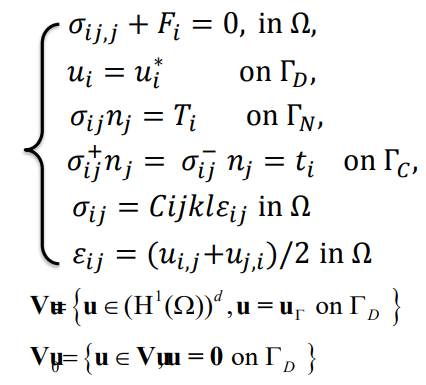 σ_{ij,j} + F_i = 0, in Ω,
u_i = u_i^* on Γ_D,
σ_{ij}n_j = T_i on Γ_N,
σ_{ij}^+ n_j = σ_{ij}^- n_j = t_i on Γ_C,
σ_{ij} = Cijklε_{ij} in Ω
ε_{ij} = (u_{i,j}+u_{j,i})/2 in Ω
= {u ∈ (H^1(Ω))^d, u = u_Γ on Γ_D }
= {u ∈ = 0 on Γ_D }